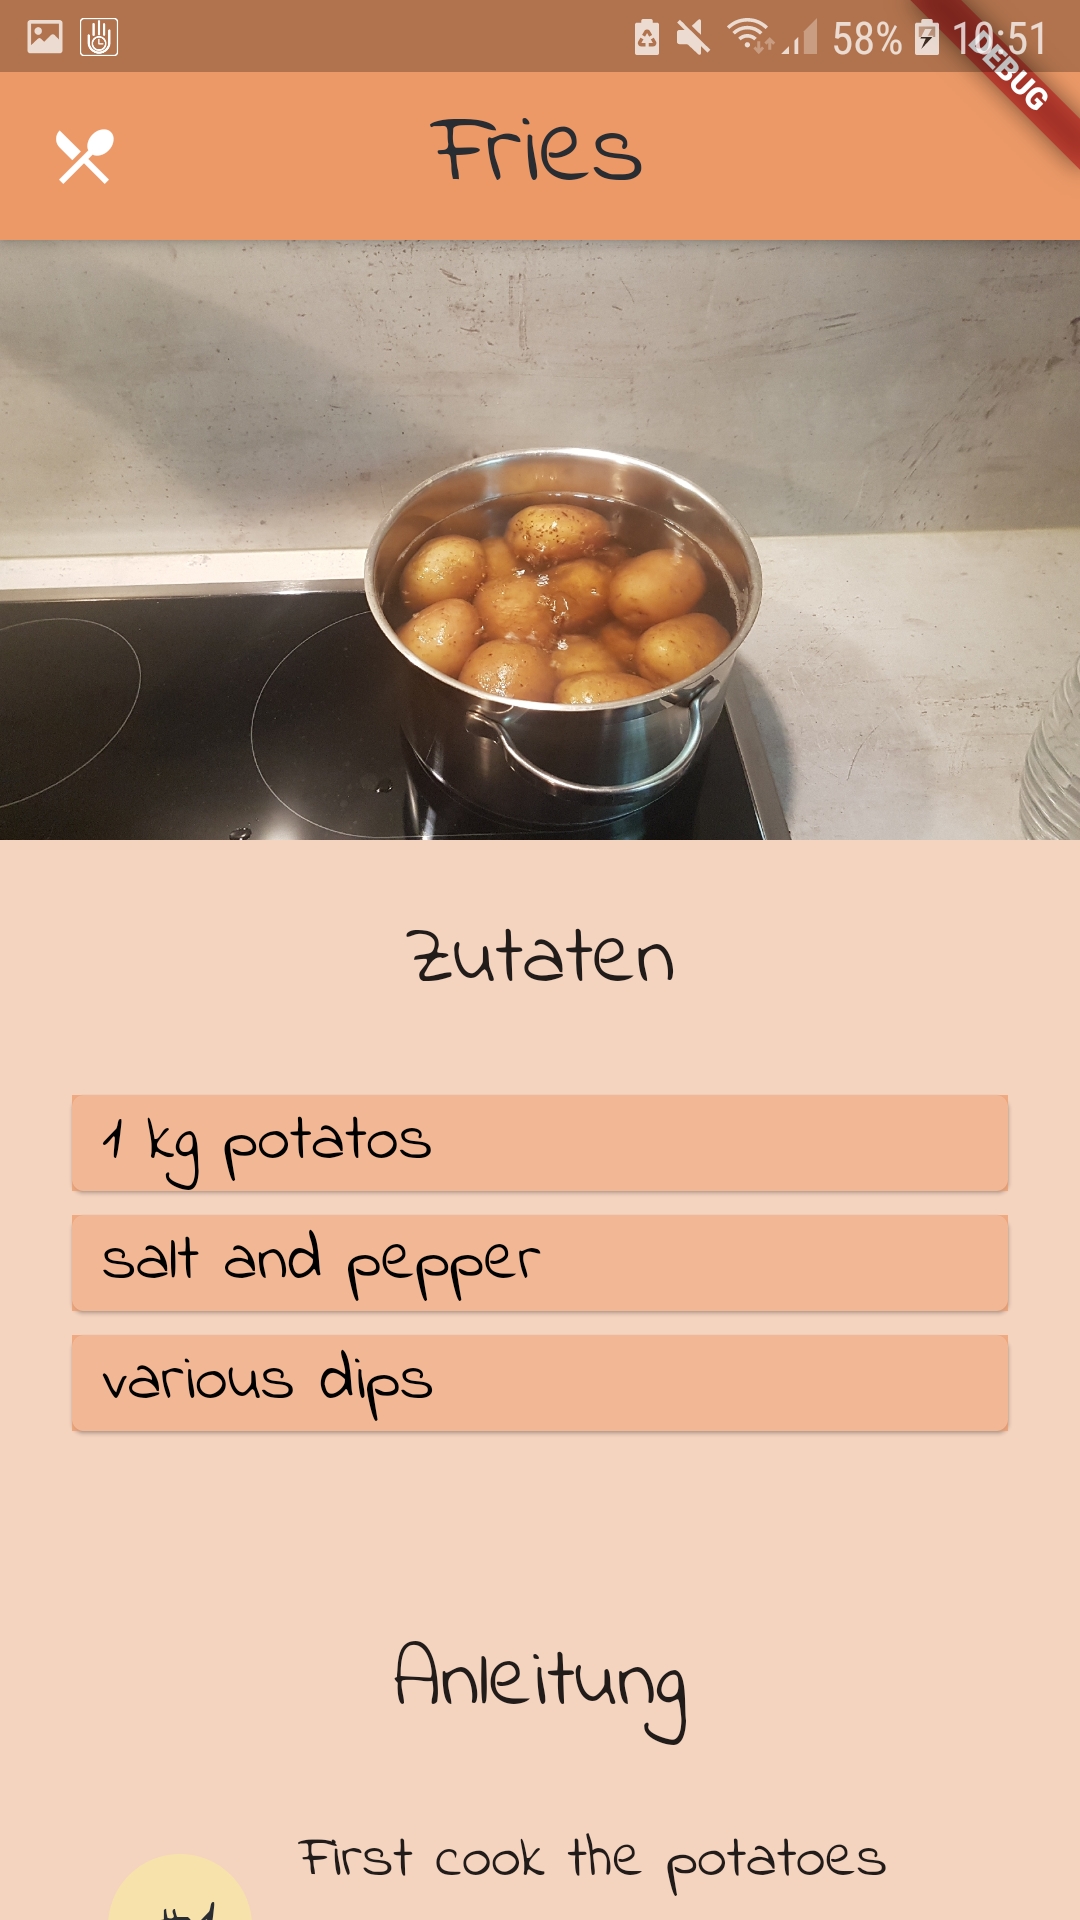 58% 10:51
DEBUG
Fries
Zutaten
1 kg potatos
salt and pepper
various dips
Anleitung
First cook the potatoes
#1